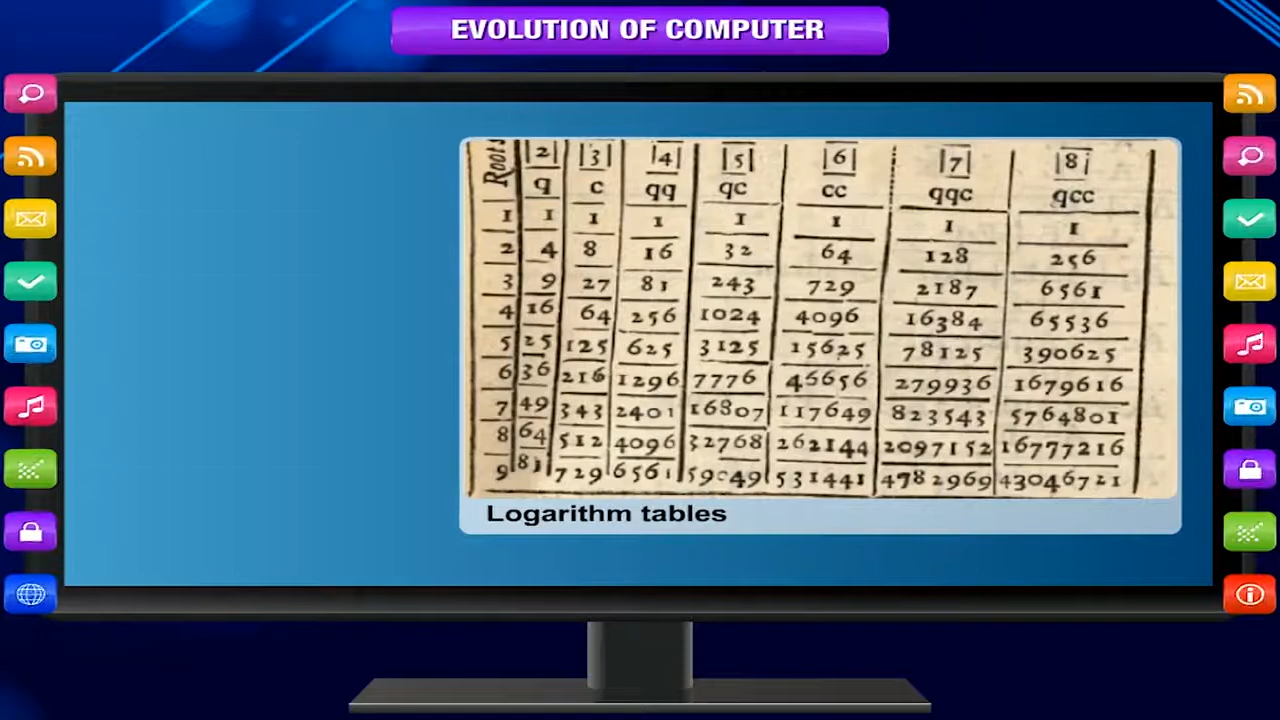 EVOLUTION OF COMPUTER
Roots |2| |3| |4| |5| |6| |7| |8|
q c qq qc cc qqc qcc
1 1 1 1 1 1 1 1
2 4 8 16 32 64 128 256
3 9 27 81 243 729 2187 6561
4 16 64 256 1024 4096 16384 65536
5 25 125 625 3125 15625 78125 390625
6 36 216 1296 7776 46656 279936 1679616
7 49 343 2401 16807 117649 823543 5764801
8 64 512 4096 32768 262144 2097152 16777216
9 81 729 6561 59049 531441 4782969 43046721
Logarithm tables